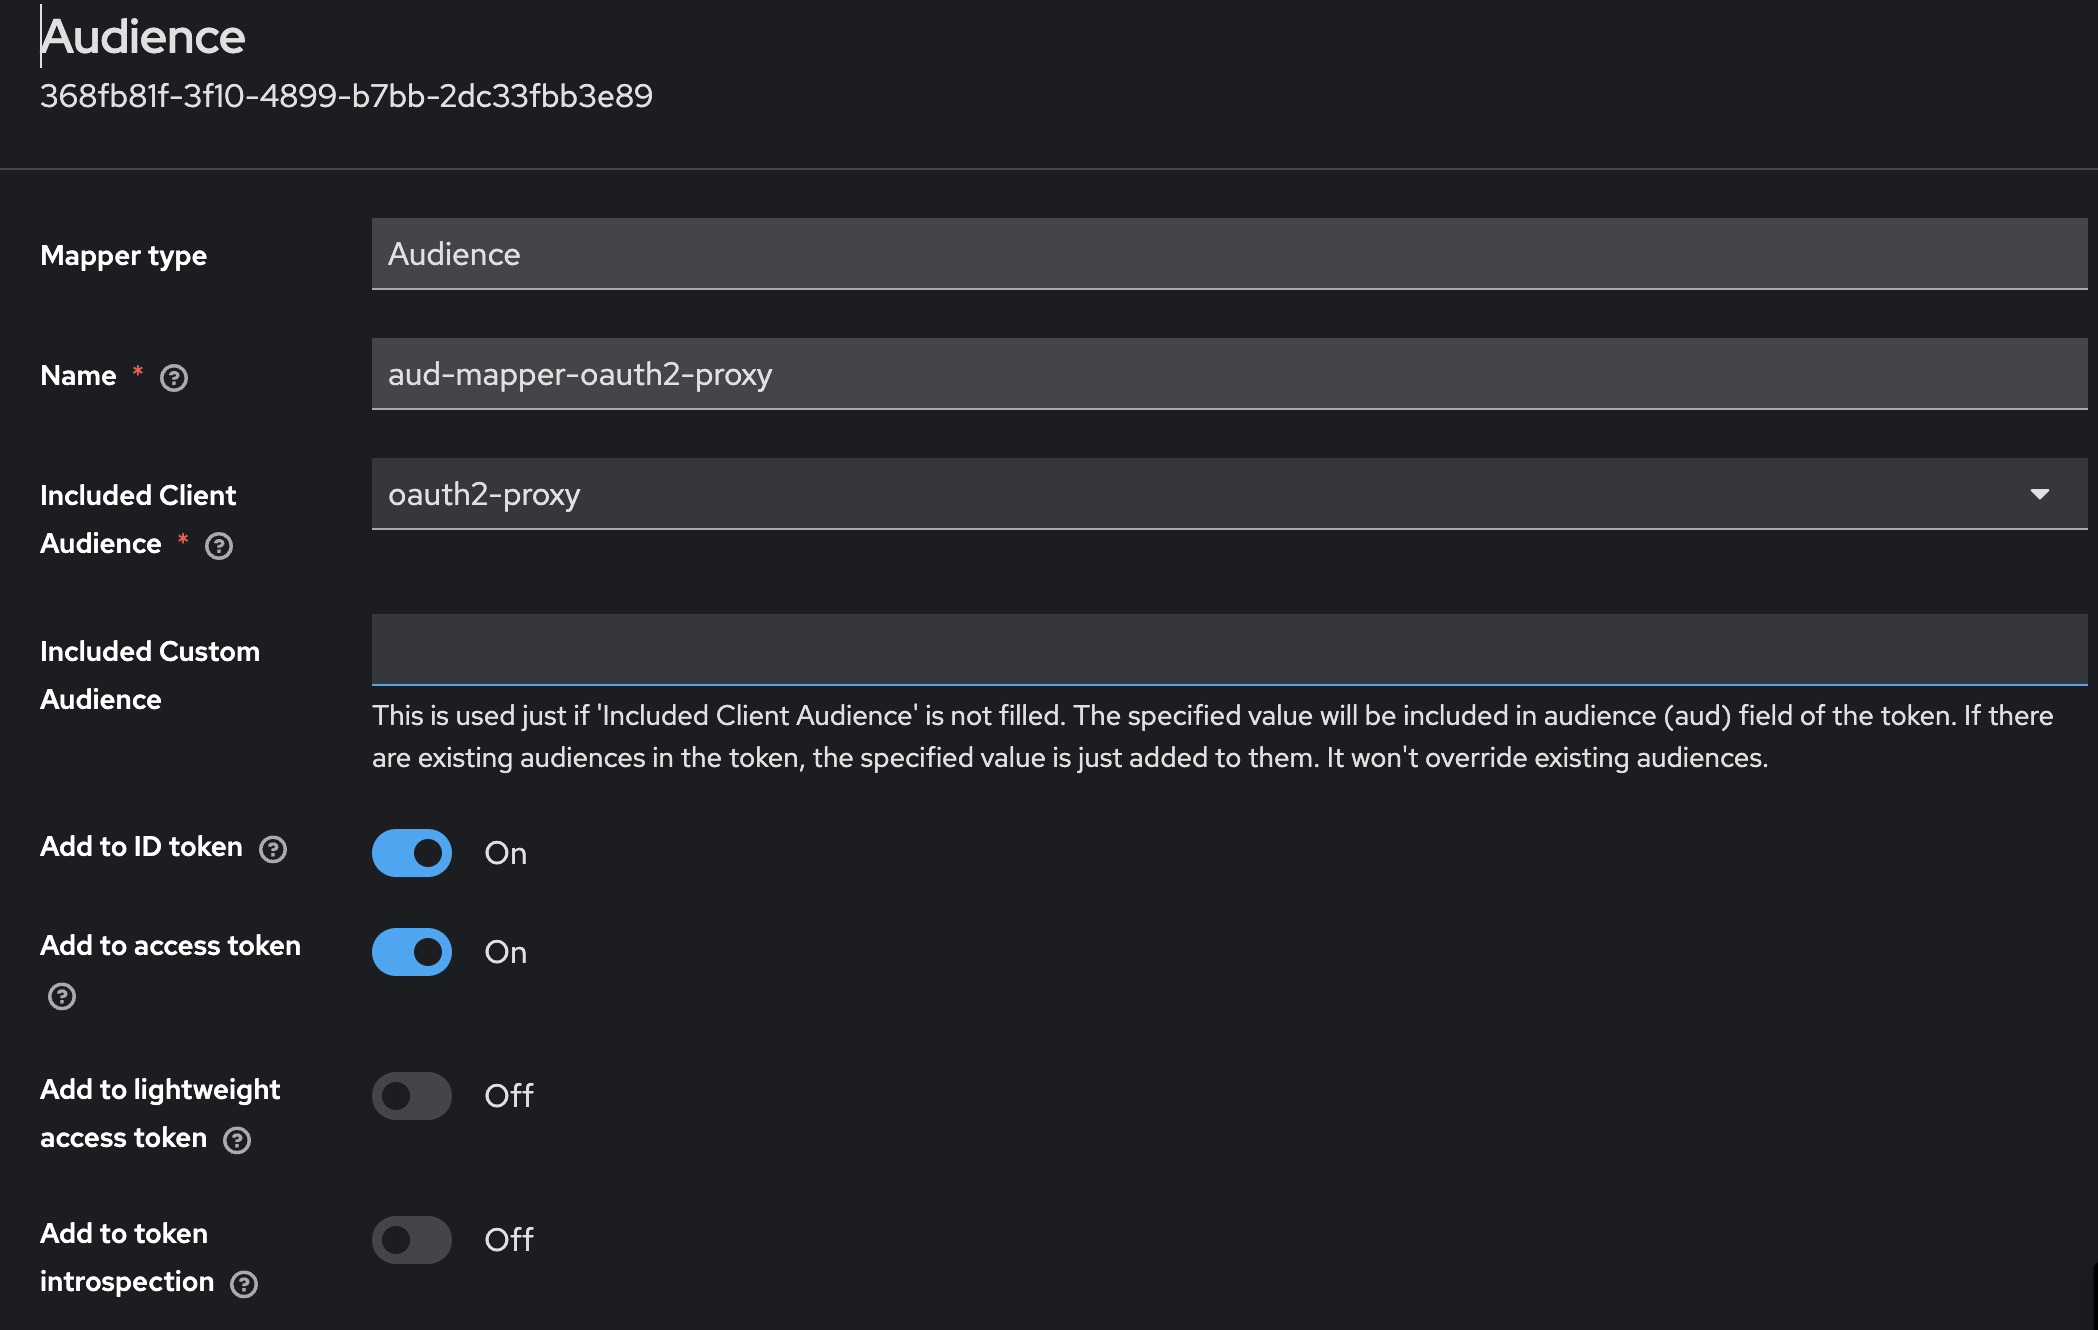 Audience
368fb81f-3f10-4899-b7bb-2dc33fbb3e89
Mapper type
Audience
Name *
aud-mapper-oauth2-proxy
Included Client
Audience *
oauth2-proxy
Included Custom
Audience
This is used just if 'Included Client Audience' is not filled. The specified value will be included in audience (aud) field of the token. If there
are existing audiences in the token, the specified value is just added to them. It won't override existing audiences.
Add to ID token
On
Add to access token
On
Add to lightweight
access token
Off
Add to token
introspection
Off